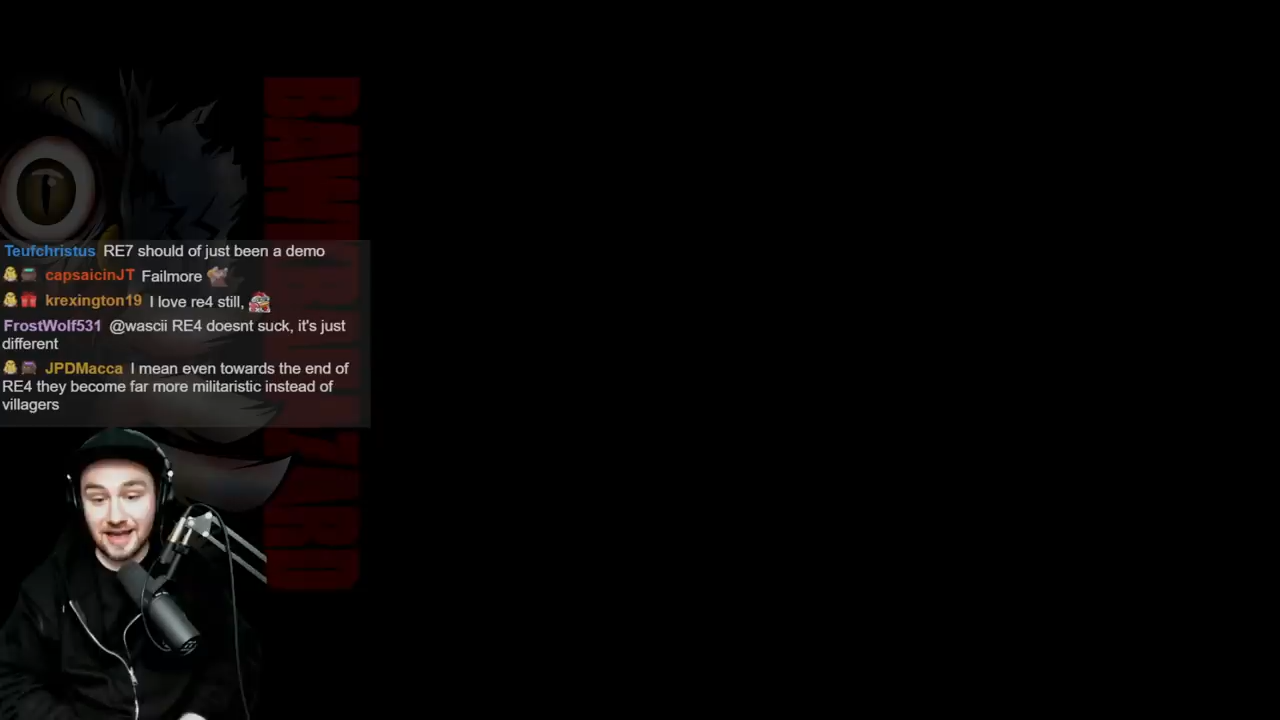 Teufchristus RE7 should of just been a demo
capsaicinJT Failmore
krexington19 I love re4 still,
FrostWolf531 @wascii RE4 doesnt suck, it's just
different
JPDMacca I mean even towards the end of
RE4 they become far more militaristic instead of
villagers